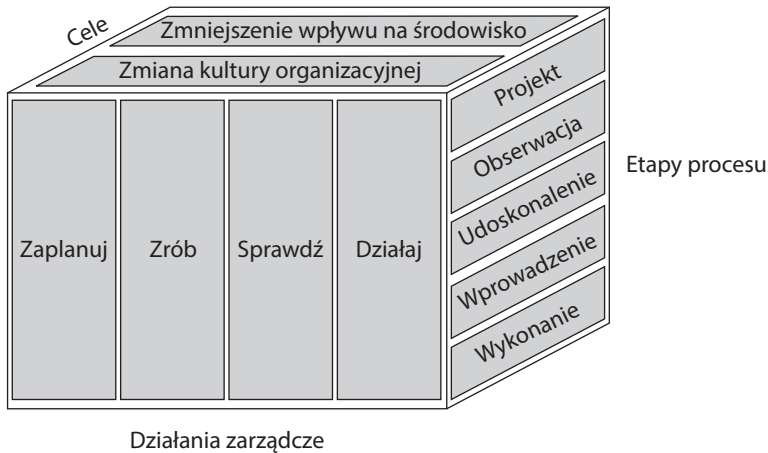 Cele
Zmniejszenie wpływu na środowisko
Zmiana kultury organizacyjnej
Zaplanuj
Zrób
Sprawdź
Działaj
Projekt
Obserwacja
Udoskonalenie
Wprowadzenie
Wykonanie
Etapy procesu
Działania zarządcze